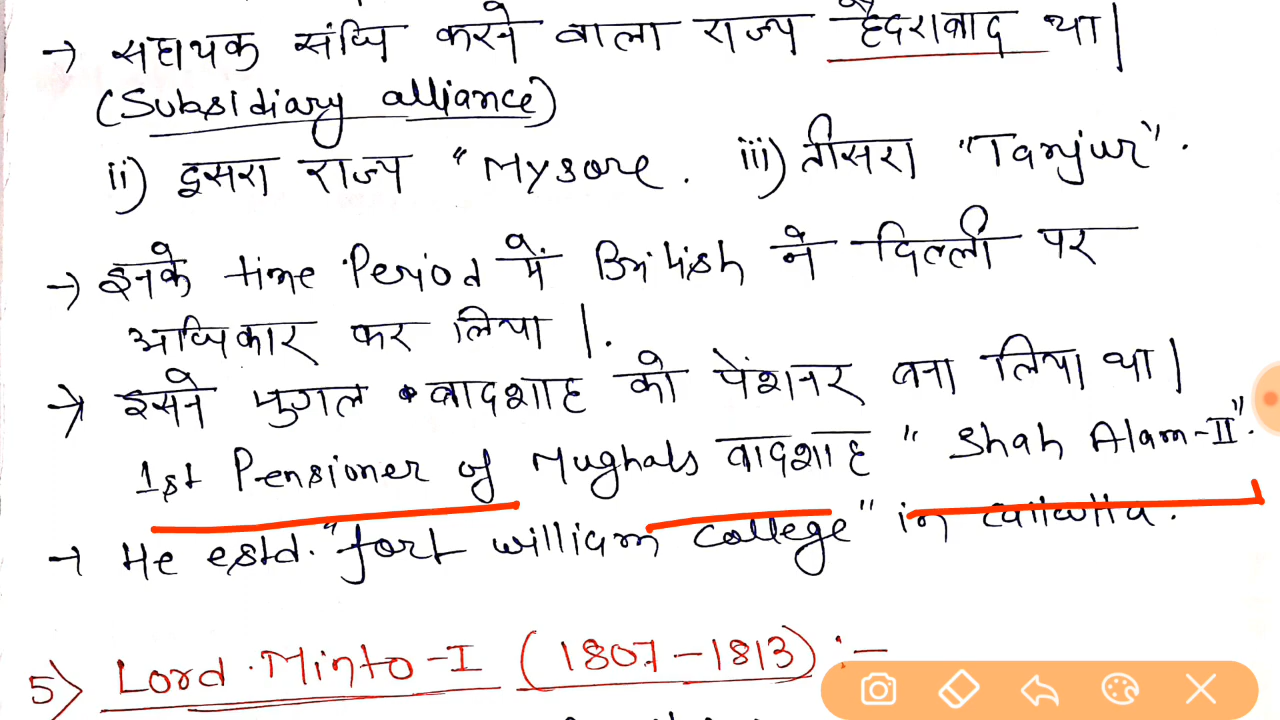 → सहायक संधि करने वाला राज्य हैदराबाद था|
(Subsidiary alliance)
ii) दूसरा राज्य "Mysore. iii) तीसरा "Tanjur".
→ इनके time Period में British ने दिल्ली पर
अधिकार कर लिया |.
→ इसने मुगल बादशाह को पेंशनर बना लिया था|
1st Pensioner of Mughals बादशाह "Shah Alam-II".
→ He estd. "fort william college" in calcutta.
5) Lord Minto-I (1807-1813) :-